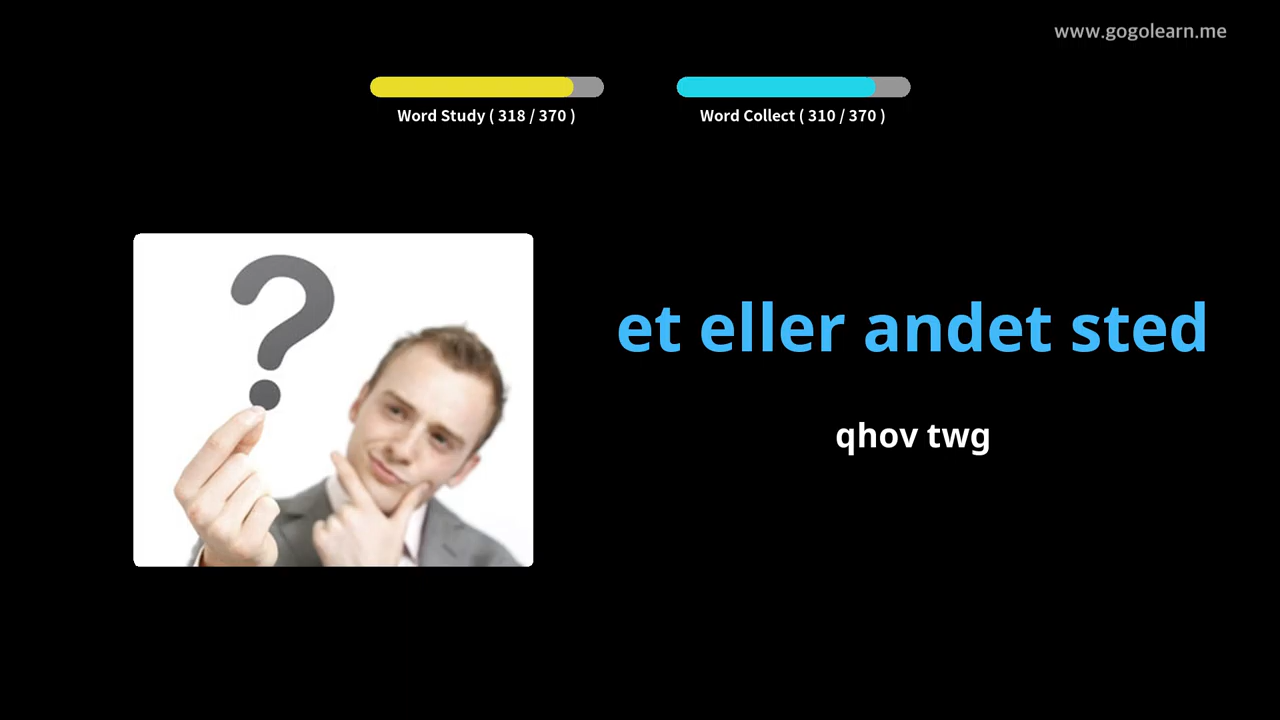 www.gogolearn.me
Word Study ( 318 / 370 )
Word Collect ( 310 / 370 )
et eller andet sted
qhov twg